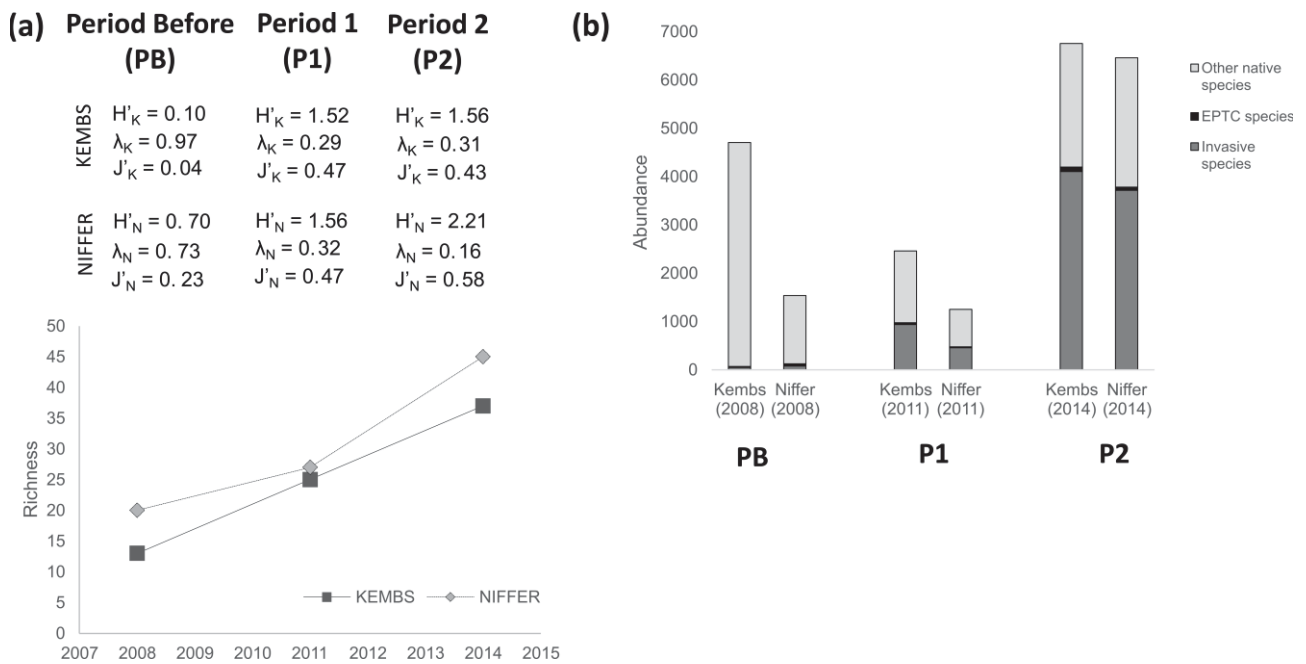 (a) Period Before Period 1 Period 2
(PB) (P1) (P2)
KEMBS
H'K = 0.10 H'K = 1.52 H'K = 1.56
λK = 0.97 λK = 0.29 λK = 0.31
J'K = 0.04 J'K = 0.47 J'K = 0.43
NIFFER
H'N = 0. 70 H'N = 1.56 H'N = 2.21
λN = 0.73 λN = 0.32 λN = 0.16
J'N = 0.23 J'N = 0.47 J'N = 0.58
Richness
50
45
40
35
30
25
20
15
10
5
0
KEMBS NIFFER
2007 2008 2009 2010 2011 2012 2013 2014 2015
(b)
Abundance
7000
6000
5000
4000
3000
2000
1000
0
Other native
species
EPTC species
Invasive
species
Kembs Niffer Kembs Niffer Kembs Niffer
(2008) (2008) (2011) (2011) (2014) (2014)
PB P1 P2